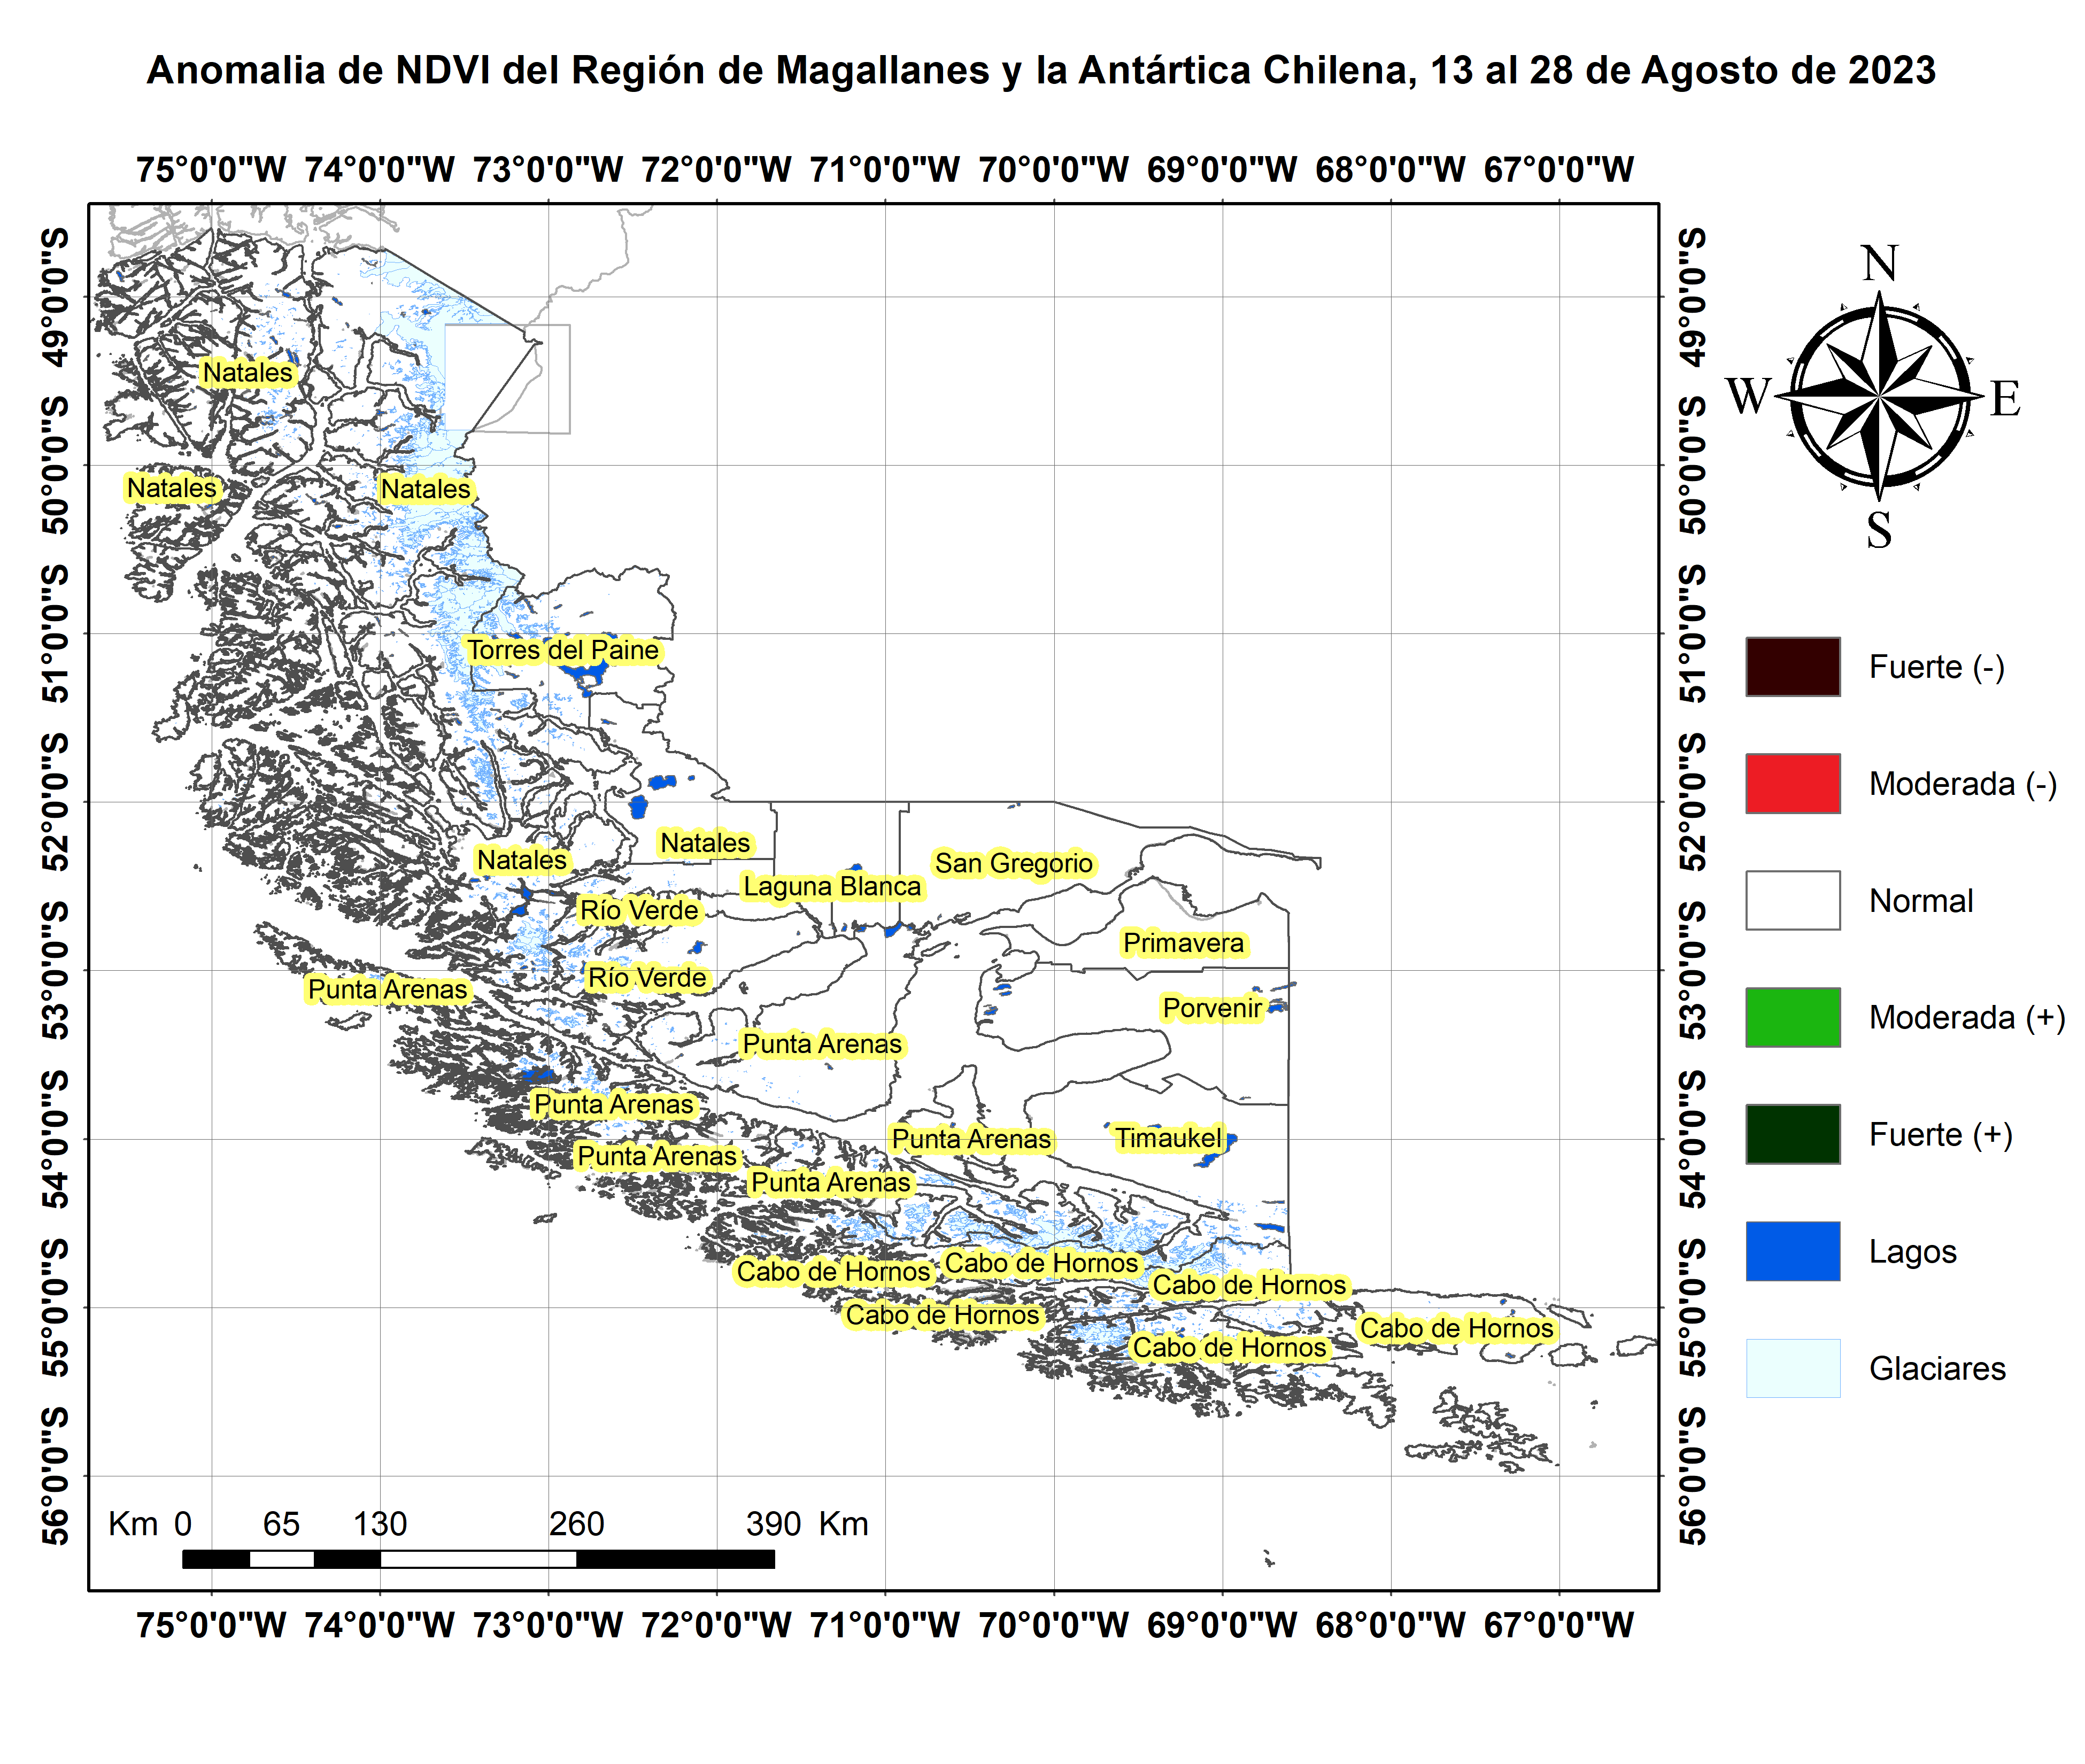 Anomalia de NDVI del Región de Magallanes y la Antártica Chilena, 13 al 28 de Agosto de 2023
75°0'0"W 74°0'0"W 73°0'0"W 72°0'0"W 71°0'0"W 70°0'0"W 69°0'0"W 68°0'0"W 67°0'0"W
49°0'0"S
50°0'0"S
51°0'0"S
52°0'0"S
53°0'0"S
54°0'0"S
55°0'0"S
56°0'0"S
Natales
Natales
Natales
Torres del Paine
Natales
Natales
San Gregorio
Laguna Blanca
Río Verde
Primavera
Río Verde
Punta Arenas
Porvenir
Punta Arenas
Punta Arenas
Punta Arenas
Timaukel
Punta Arenas
Punta Arenas
Cabo de Hornos
Cabo de Hornos
Cabo de Hornos
Cabo de Hornos
Cabo de Hornos
Cabo de Hornos
Km 0 65 130 260 390 Km
75°0'0"W 74°0'0"W 73°0'0"W 72°0'0"W 71°0'0"W 70°0'0"W 69°0'0"W 68°0'0"W 67°0'0"W
49°0'0"S
50°0'0"S
51°0'0"S
52°0'0"S
53°0'0"S
54°0'0"S
55°0'0"S
56°0'0"S
N
W E
S
Fuerte (-)
Moderada (-)
Normal
Moderada (+)
Fuerte (+)
Lagos
Glaciares